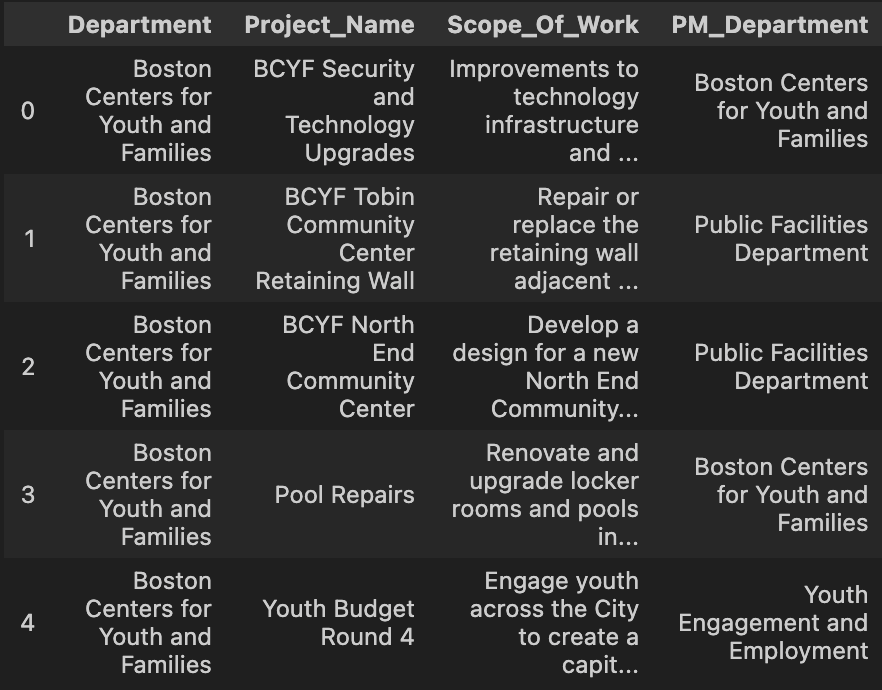 Department Project_Name Scope_Of_Work PM_Department
0
Boston
Centers for
Youth and
Families
BCYF Security
and
Technology
Upgrades
Improvements to
technology
infrastructure
and ...
Boston Centers
for Youth and
Families
1
Boston
Centers for
Youth and
Families
BCYF Tobin
Community
Center
Retaining Wall
Repair or
replace the
retaining wall
adjacent ...
Public Facilities
Department
2
Boston
Centers for
Youth and
Families
BCYF North
End
Community
Center
Develop a
design for a new
North End
Community...
Public Facilities
Department
3
Boston
Centers for
Youth and
Families
Pool Repairs
Renovate and
upgrade locker
rooms and pools
in...
Boston Centers
for Youth and
Families
4
Boston
Centers for
Youth and
Families
Youth Budget
Round 4
Engage youth
across the City
to create a
capit...
Youth
Engagement and
Employment